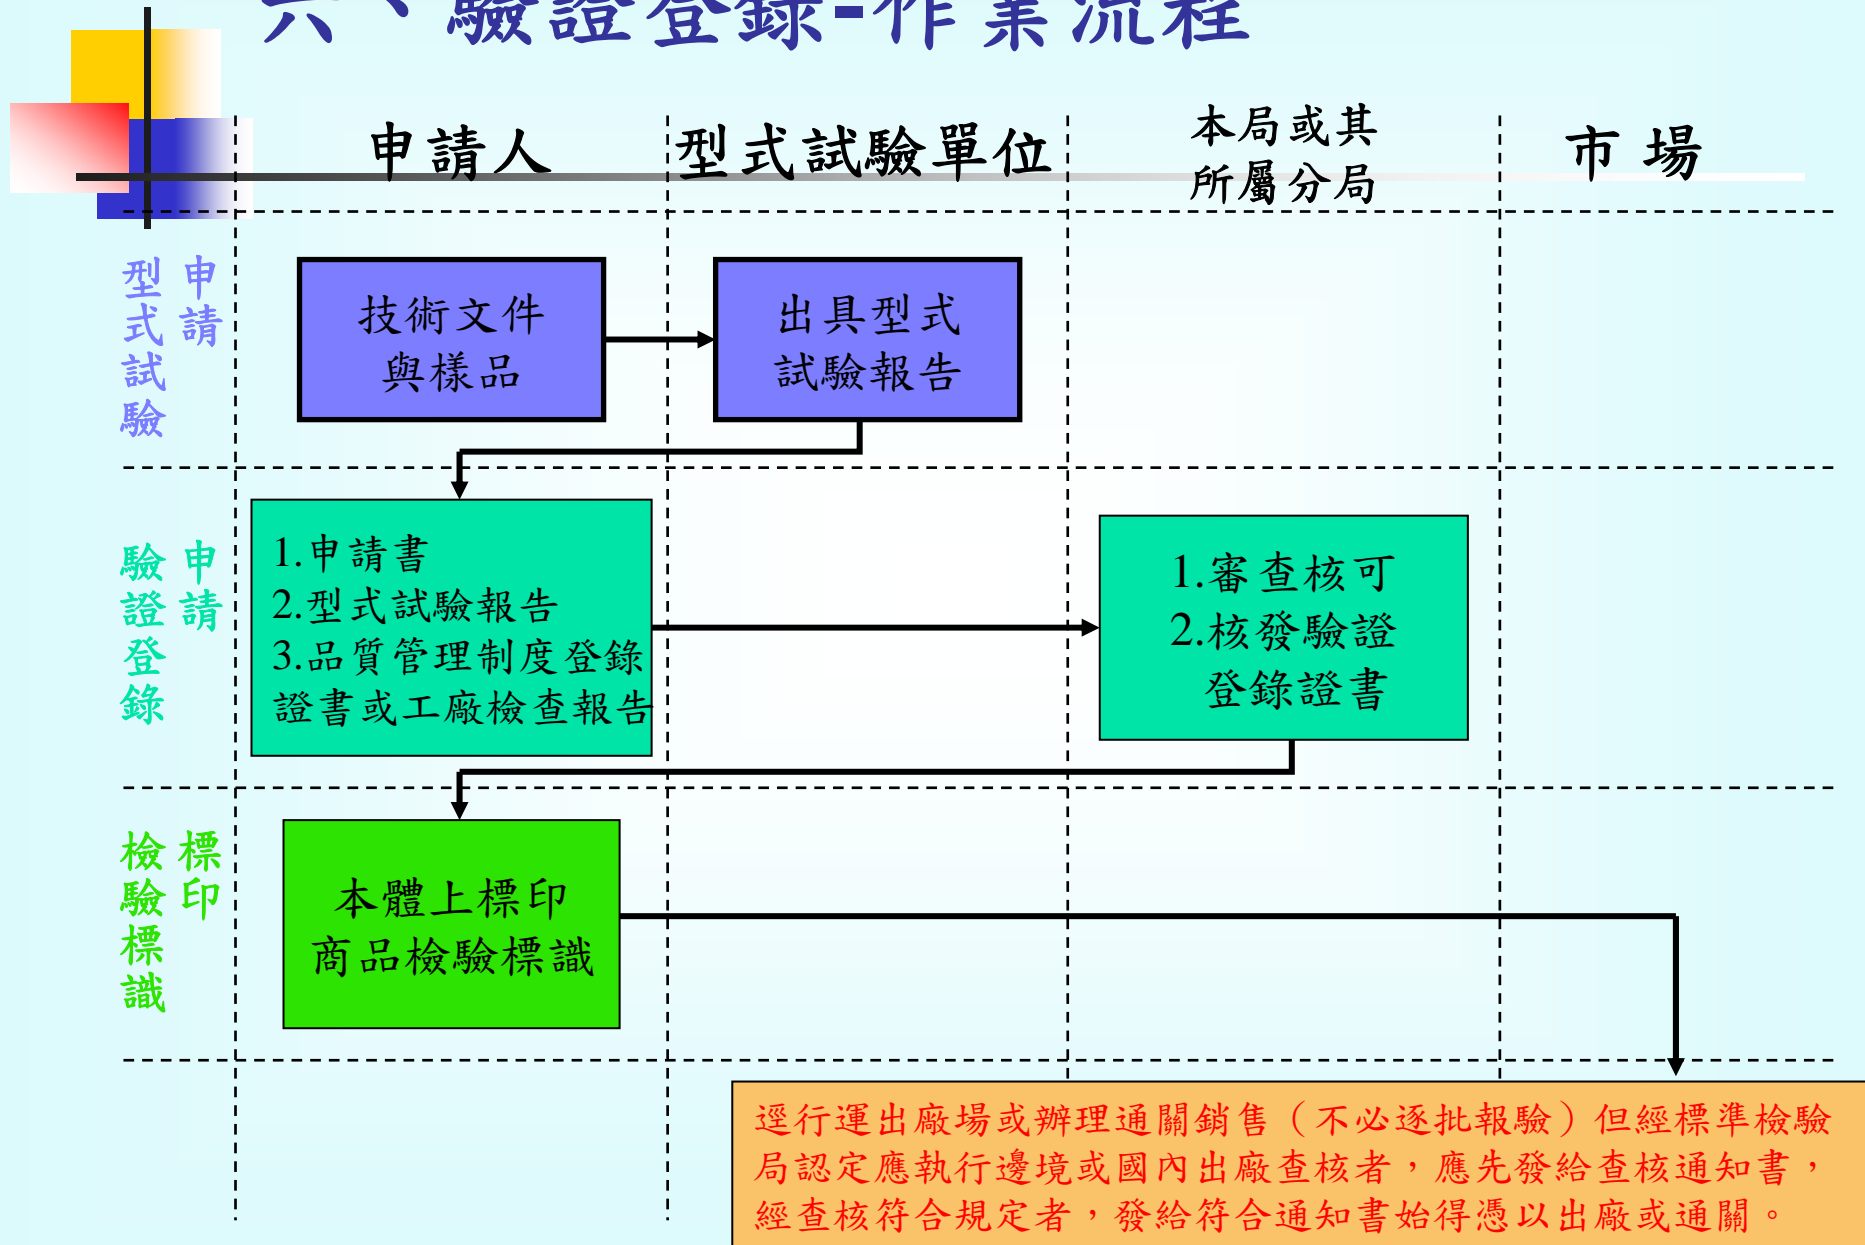 六、驗證登錄-作業流程
申請人
型式試驗單位
本局或其
所屬分局
市場
申請
型式試驗
技術文件
與樣品
出具型式
試驗報告
申請
驗證登錄
1.申請書
2.型式試驗報告
3.品質管理制度登錄
證書或工廠檢查報告
1.審查核可
2.核發驗證
登錄證書
標印
檢驗標識
本體上標印
商品檢驗標識
逕行運出廠場或辦理通關銷售（不必逐批報驗）但經標準檢驗
局認定應執行邊境或國內出廠查核者，應先發給查核通知書，
經查核符合規定者，發給符合通知書始得憑以出廠或通關。